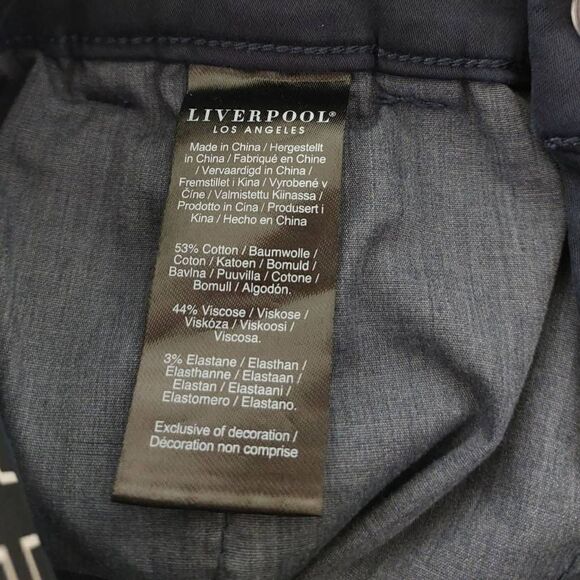 LIVERPOOL®
LOS ANGELES
Made in China / Hergestellt
in China / Fabriqué en Chine
/ Vervaardigd in China /
Fremstillet i Kina / Vyrobené v
Číne / Valmistettu Kiinassa /
Prodotto in Cina / Produsert i
Kina / Hecho en China
53% Cotton / Baumwolle /
Coton / Katoen / Bomuld /
Bavlna / Puuvilla / Cotone /
Bomull / Algodón.
44% Viscose / Viskose /
Viskóza / Viskoosi /
Viscosa.
3% Elastane / Elasthan /
Élasthanne / Elastaan /
Elastan / Elastaani /
Elastomero / Elastano.
Exclusive of decoration /
Décoration non comprise